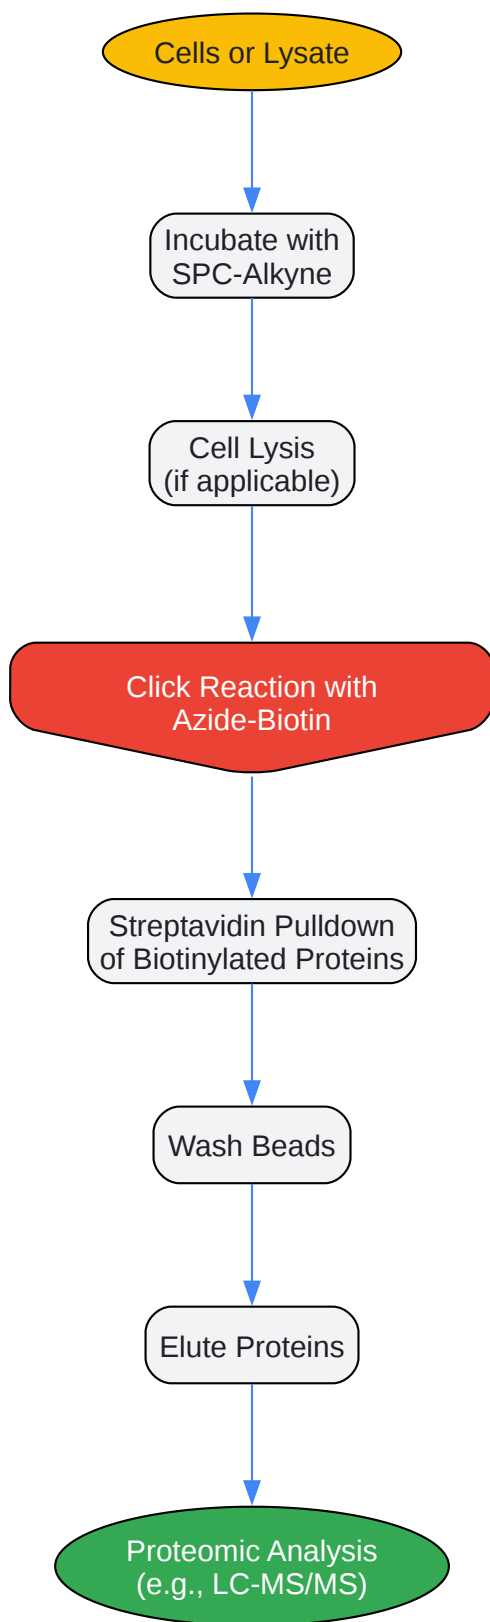 Cells or Lysate
Incubate with
SPC-Alkyne
Cell Lysis
(if applicable)
Click Reaction with
Azide-Biotin
Streptavidin Pulldown
of Biotinylated Proteins
Wash Beads
Elute Proteins
Proteomic Analysis
(e.g., LC-MS/MS)